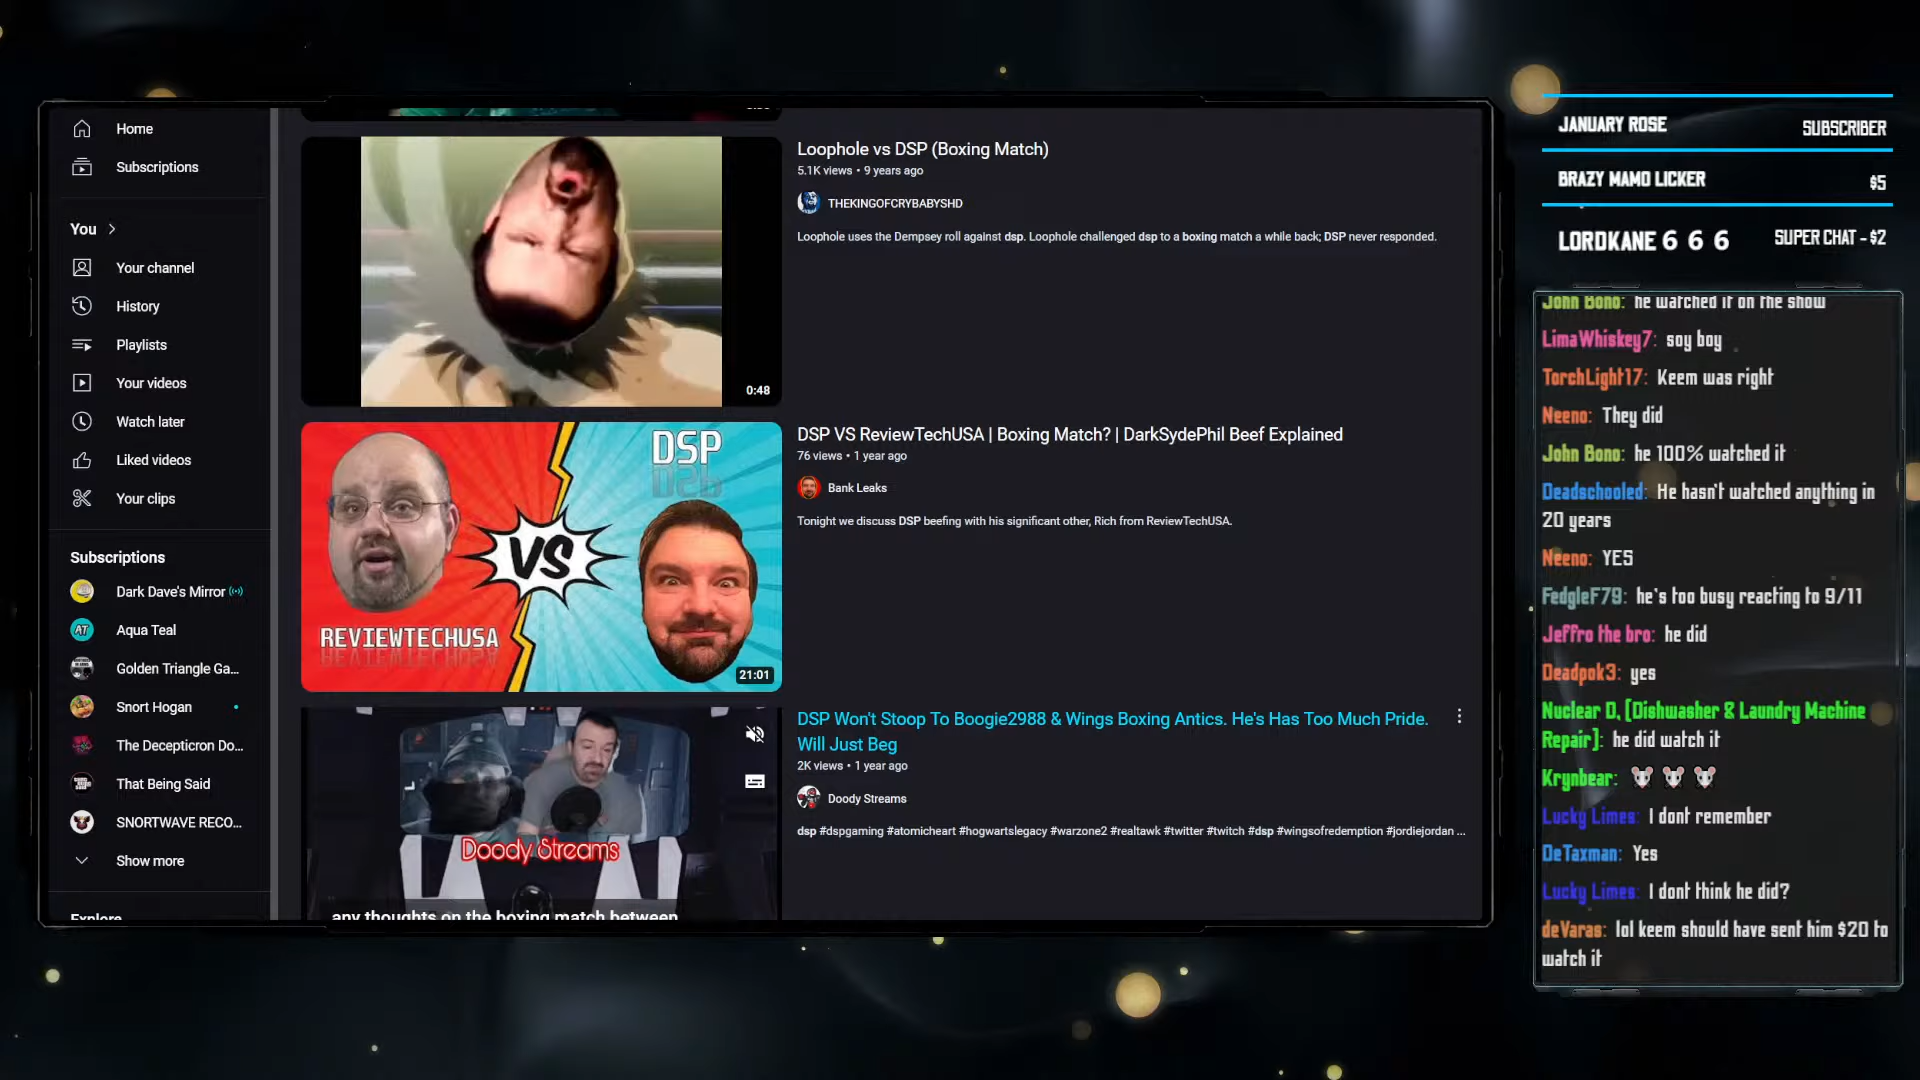 Home
Subscriptions
You
Your channel
History
Playlists
Your videos
Watch later
Liked videos
Your clips
Subscriptions
Dark Dave's Mirror
AT
Aqua Teal
Golden Triangle Ga...
Snort Hogan
The Decepticron Do...
That Being Said
SNORTWAVE RECO...
Show more
Explore
0:48
Loophole vs DSP (Boxing Match)
5.1K views • 9 years ago
THEKINGOFCRYBABYSHD
Loophole uses the Dempsey roll against dsp. Loophole challenged dsp to a boxing match a while back; DSP never responded.
DSP
VS
REVIEWTECHUSA
21:01
DSP VS ReviewTechUSA | Boxing Match? | DarkSydePhil Beef Explained
76 views • 1 year ago
Bank Leaks
Tonight we discuss DSP beefing with his significant other, Rich from ReviewTechUSA.
Doody Streams
any thoughts on the boxing match between
DSP Won't Stoop To Boogie2988 & Wings Boxing Antics. He's Has Too Much Pride.
Will Just Beg
2K views • 1 year ago
Doody Streams
dsp #dspgaming #atomicheart #hogwartslegacy #warzone2 #realtawk #twitter #twitch #dsp #wingsofredemption #jordiejordan ...
JANUARY ROSE SUBSCRIBER
BRAZY MAMO LICKER $5
LORDKANE 6 6 6 SUPER CHAT - $2
John Bono: he watched it on the show
LimaWhiskey7: soy boy
TorchLight17: Keem was right
Neeno: They did
John Bono: he 100% watched it
Deadschooled: He hasn't watched anything in
20 years
Neeno: YES
FedgleF79: he's too busy reacting to 9/11
Jeffro the bro: he did
Deadpok3: yes
Nuclear D, [Dishwasher & Laundry Machine
Repair]: he did watch it
Krynbear: 🐭 🐭 🐭
Lucky Limes: I dont remember
DeTaxman: Yes
Lucky Limes: I dont think he did?
deVaras: lol keem should have sent him $20 to
watch it